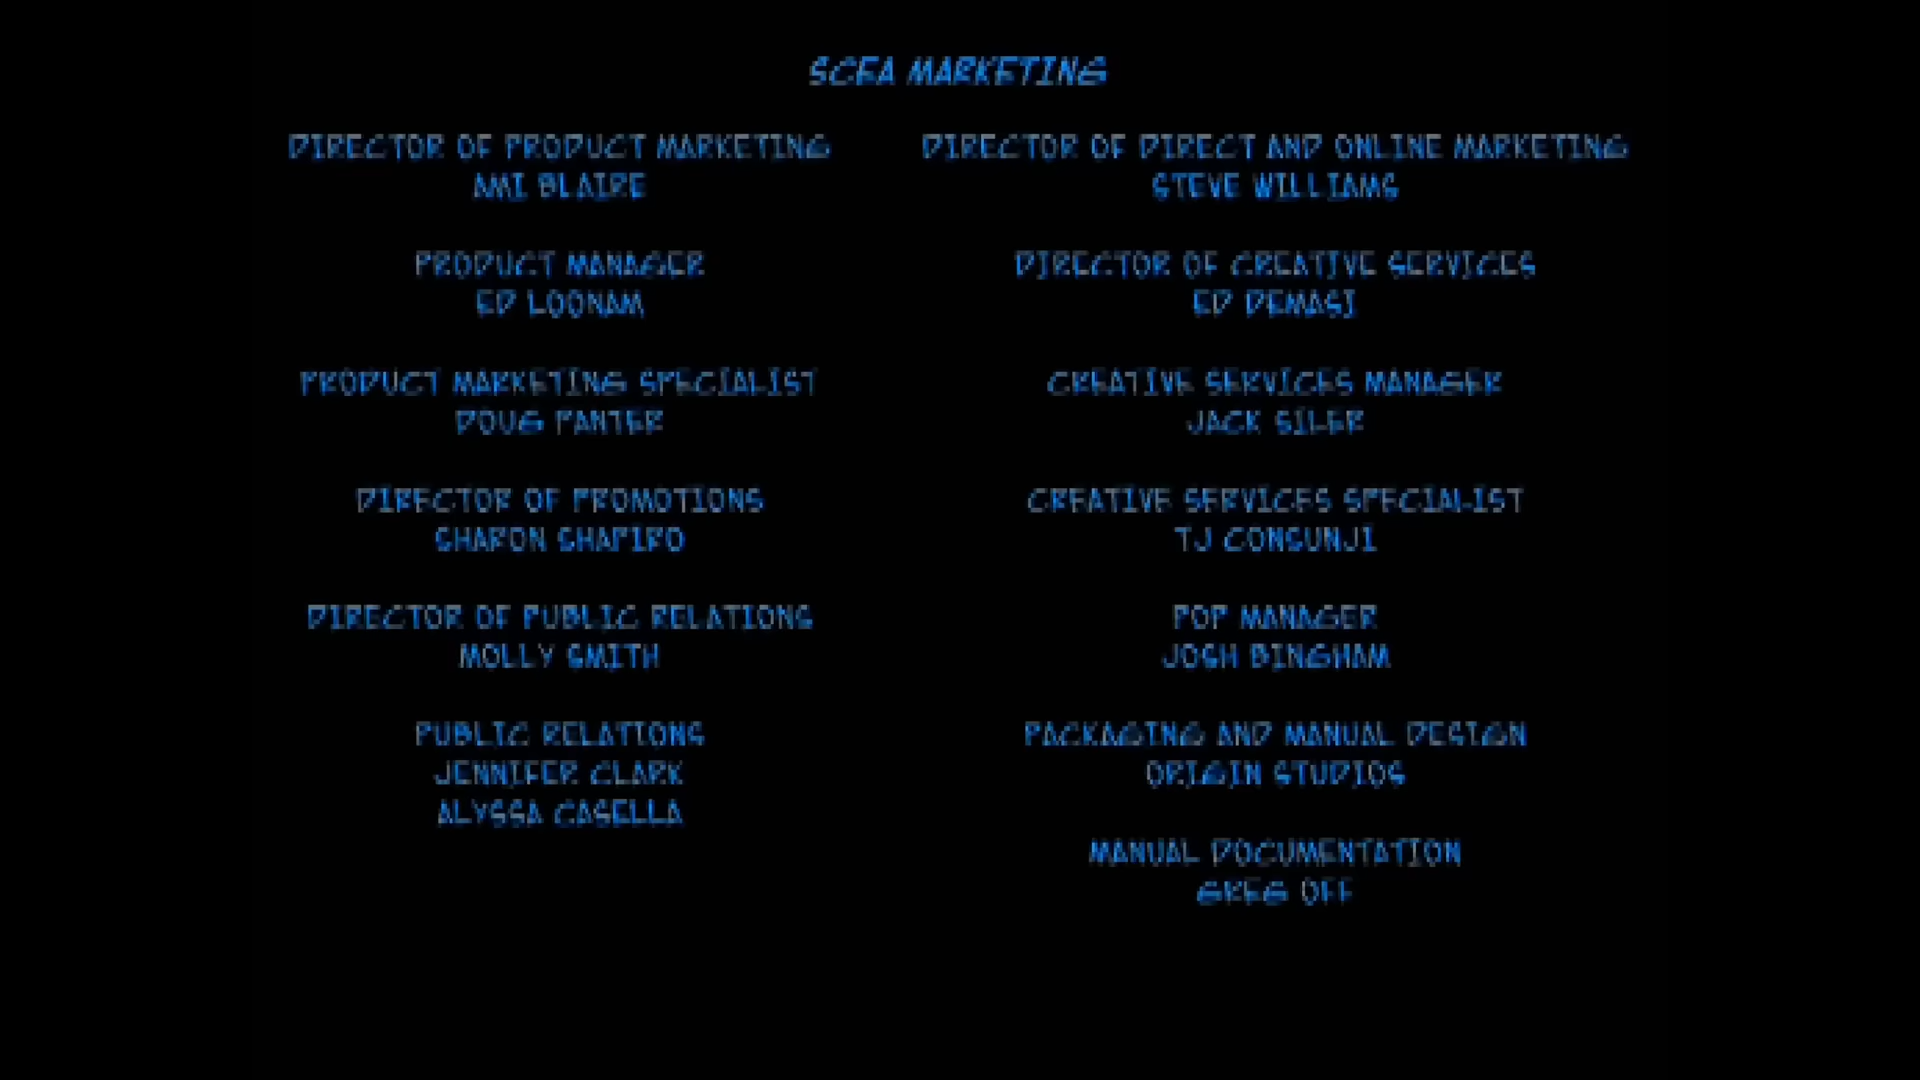 SCEA MARKETING
DIRECTOR OF PRODUCT MARKETING
AMI BLAIRE
PRODUCT MANAGER
ED LOONAM
PRODUCT MARKETING SPECIALIST
DOUG PANTER
DIRECTOR OF PROMOTIONS
SHARON SHAPIRO
DIRECTOR OF PUBLIC RELATIONS
MOLLY SMITH
PUBLIC RELATIONS
JENNIFER CLARK
ALYSSA CASELLA
DIRECTOR OF DIRECT AND ONLINE MARKETING
STEVE WILLIAMS
DIRECTOR OF CREATIVE SERVICES
ED DEMASI
CREATIVE SERVICES MANAGER
JACK SILER
CREATIVE SERVICES SPECIALIST
TJ CONSUNJI
POP MANAGER
JOSH BINGHAM
PACKAGING AND MANUAL DESIGN
ORIGIN STUDIOS
MANUAL DOCUMENTATION
GREG OFF